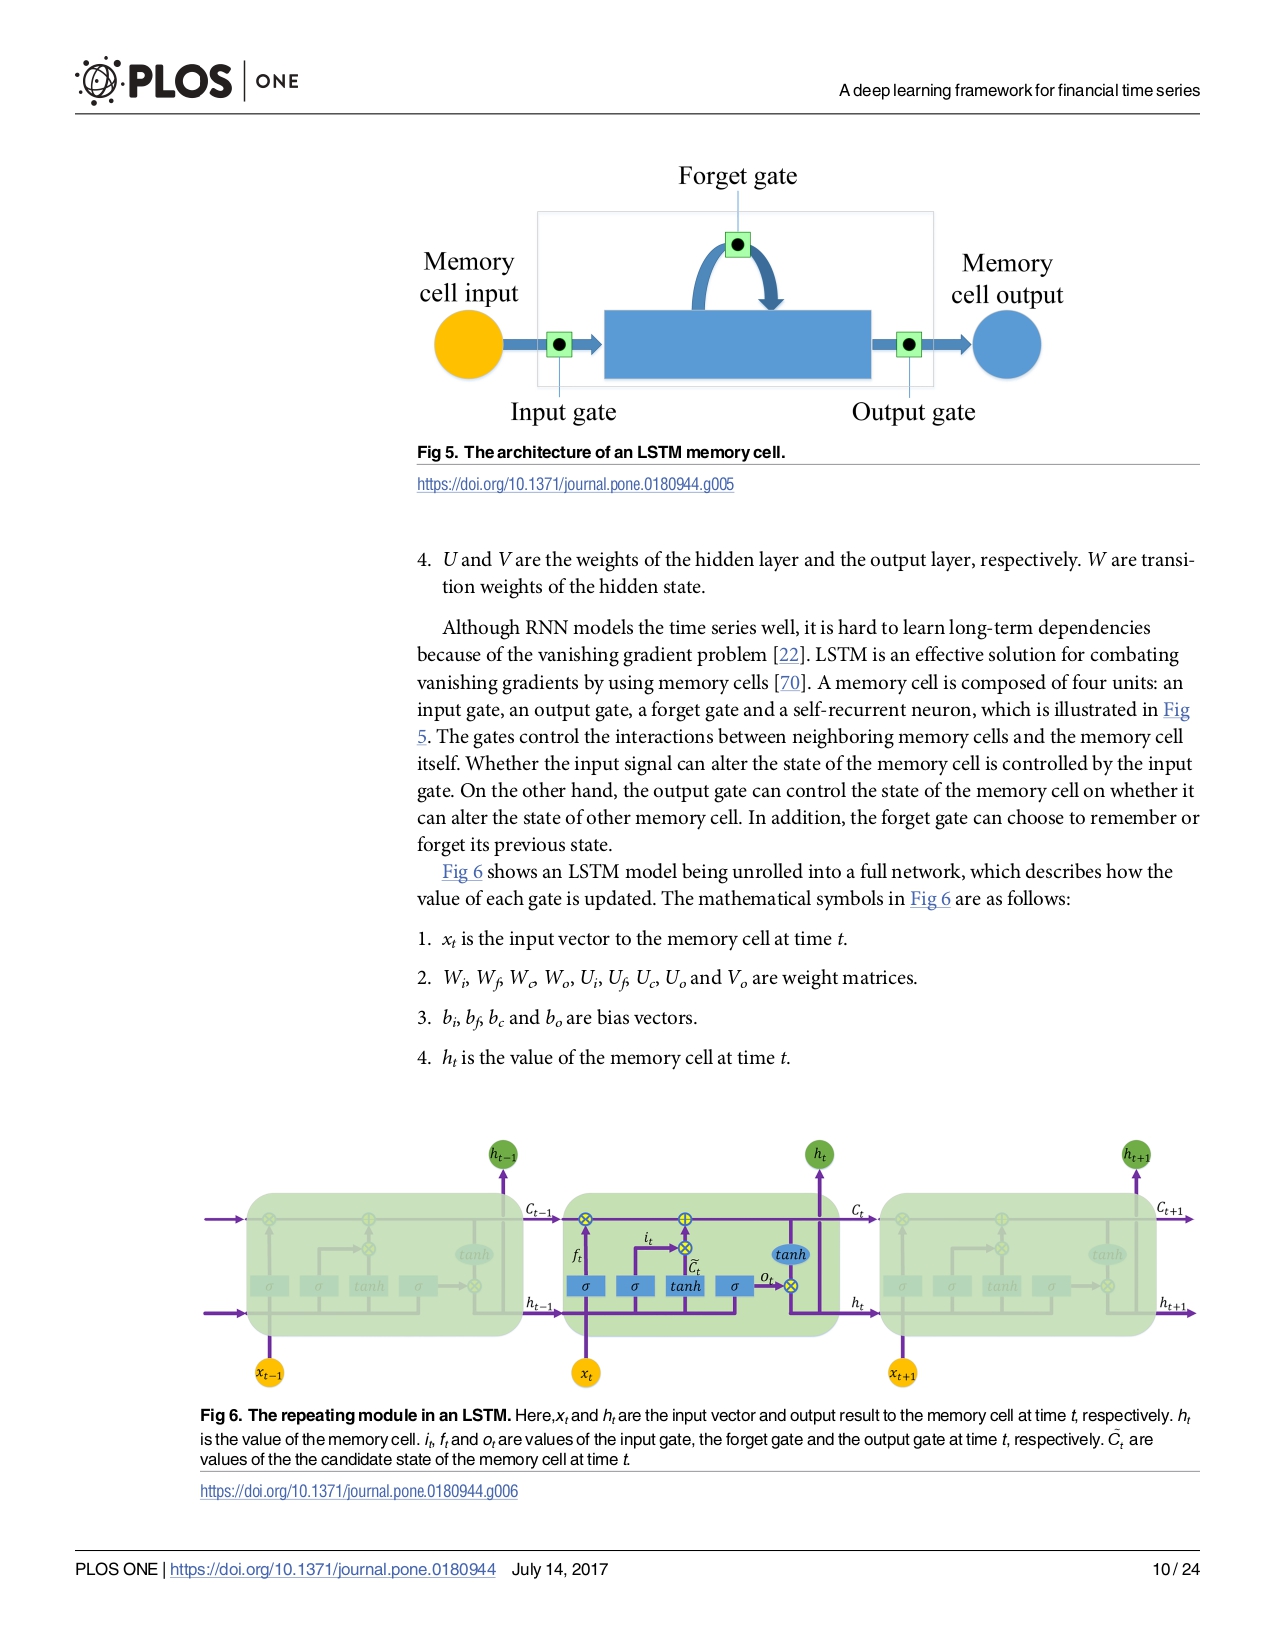 PLOS ONE
A deep learning framework for financial time series
Forget gate
Memory
cell input
Memory
cell output
Input gate
Output gate
Fig 5. The architecture of an LSTM memory cell.
https://doi.org/10.1371/journal.pone.0180944.g005
4. U and V are the weights of the hidden layer and the output layer, respectively. W are transi-
tion weights of the hidden state.
Although RNN models the time series well, it is hard to learn long-term dependencies
because of the vanishing gradient problem [22]. LSTM is an effective solution for combating
vanishing gradients by using memory cells [70]. A memory cell is composed of four units: an
input gate, an output gate, a forget gate and a self-recurrent neuron, which is illustrated in Fig
5. The gates control the interactions between neighboring memory cells and the memory cell
itself. Whether the input signal can alter the state of the memory cell is controlled by the input
gate. On the other hand, the output gate can control the state of the memory cell on whether it
can alter the state of other memory cell. In addition, the forget gate can choose to remember or
forget its previous state.
Fig 6 shows an LSTM model being unrolled into a full network, which describes how the
value of each gate is updated. The mathematical symbols in Fig 6 are as follows:
1. xₜ is the input vector to the memory cell at time t.
2. W_i, W_f, W_c, W_o, U_i, U_f, U_c, U_o and V_o are weight matrices.
3. b_i, b_f, b_c and b_o are bias vectors.
4. hₜ is the value of the memory cell at time t.
h_{t−1} h_t h_{t+1}
C_{t−1} C_t C_{t+1}
f_t i_t C̃_t o_t
tanh tanh tanh
σ σ tanh σ σ σ tanh σ σ σ tanh σ
h_{t−1} h_t h_{t+1}
x_{t−1} x_t x_{t+1}
Fig 6. The repeating module in an LSTM. Here,x_t and h_t are the input vector and output result to the memory cell at time t, respectively. h_t
is the value of the memory cell. i_t, f_t and o_t are values of the input gate, the forget gate and the output gate at time t, respectively. C̃_t are
values of the the candidate state of the memory cell at time t.
https://doi.org/10.1371/journal.pone.0180944.g006
PLOS ONE | https://doi.org/10.1371/journal.pone.0180944 July 14, 2017
10 / 24